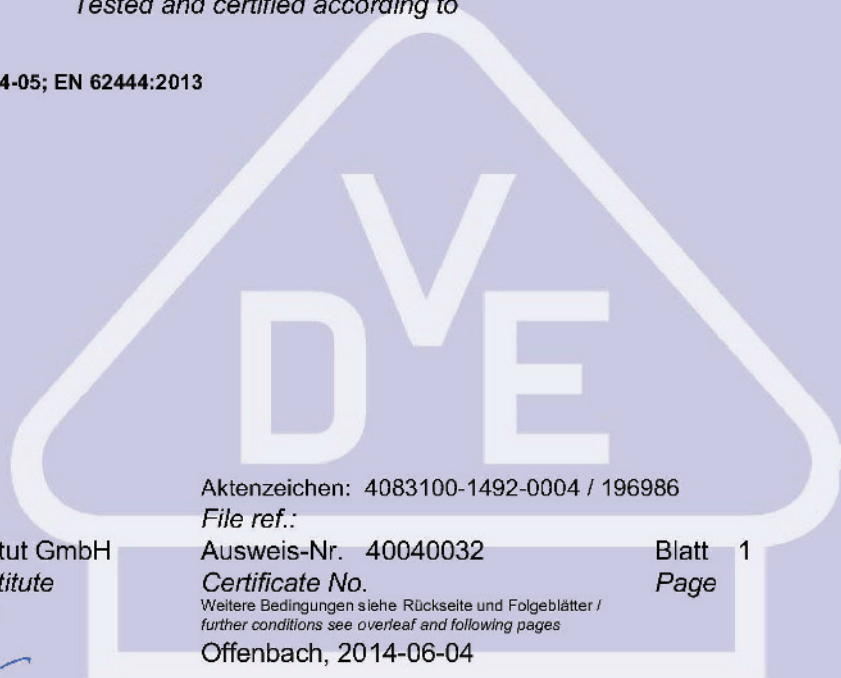 Tested and certified according to
4-05; EN 62444:2013
VDE
Aktenzeichen: 4083100-1492-0004 / 196986
File ref.:
tut GmbH
Ausweis-Nr. 40040032
Blatt 1
titute
Certificate No.
Page
Weitere Bedingungen siehe Rückseite und Folgeblätter /
further conditions see overleaf and following pages
Offenbach, 2014-06-04